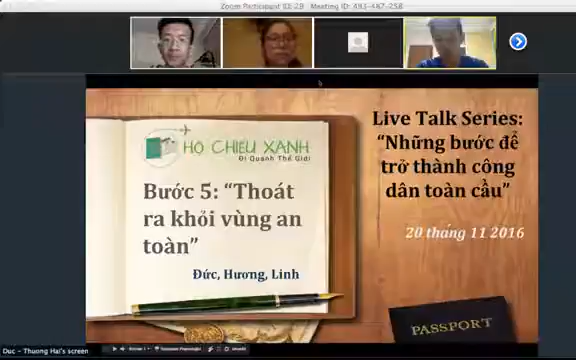 Zoom Participant ID: 29 Meeting ID: 493-487-258
HỘ CHIẾU XANH
Đi Quanh Thế Giới
Bước 5: “Thoát
ra khỏi vùng an
toàn”
Đức, Hương, Linh
Live Talk Series:
“Những bước để
trở thành công
dân toàn cầu”
20 tháng 11 2016
PASSPORT
Duc - Thuong Hai's screen